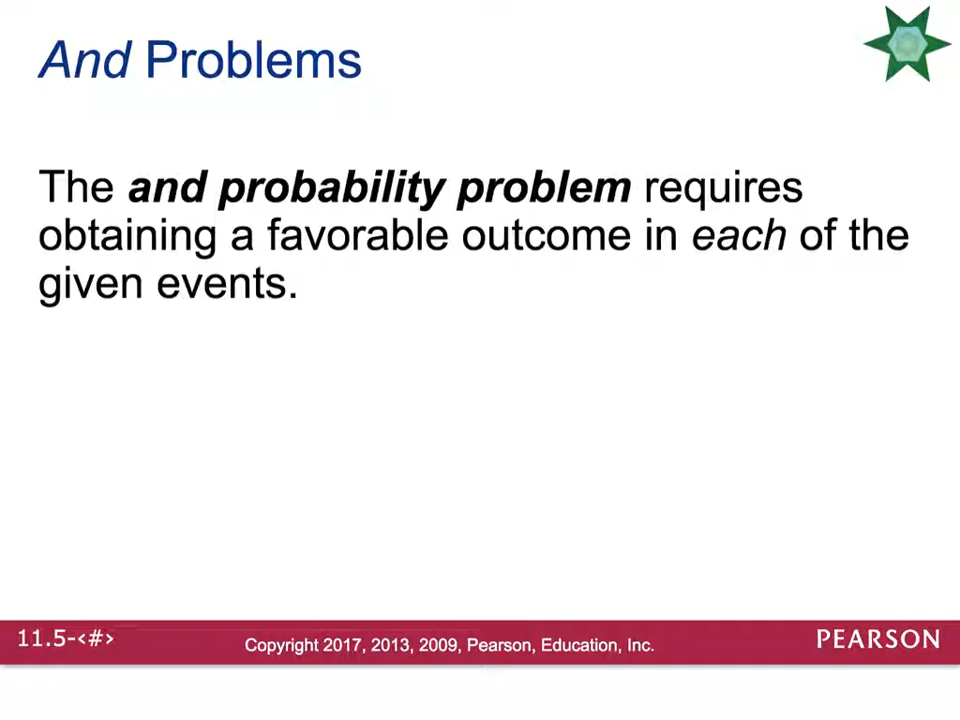 And Problems
The and probability problem requires
obtaining a favorable outcome in each of the
given events.
11.5-‹#›
Copyright 2017, 2013, 2009, Pearson, Education, Inc.
PEARSON